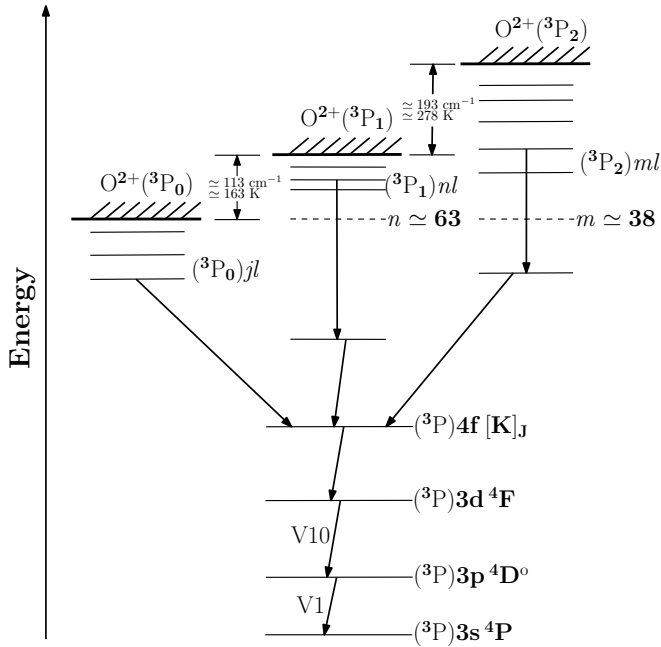 O²⁺(³P₂)
≃193 cm⁻¹
≃278 K
O²⁺(³P₁)
(³P₂)ml
(³P₁)nl
≃113 cm⁻¹
≃163 K
O²⁺(³P₀)
n ≃ 63
m ≃ 38
(³P₀)jl
Energy
(³P)4f [K]_J
(³P)3d ⁴F
V10
(³P)3p ⁴Dᵒ
V1
(³P)3s ⁴P